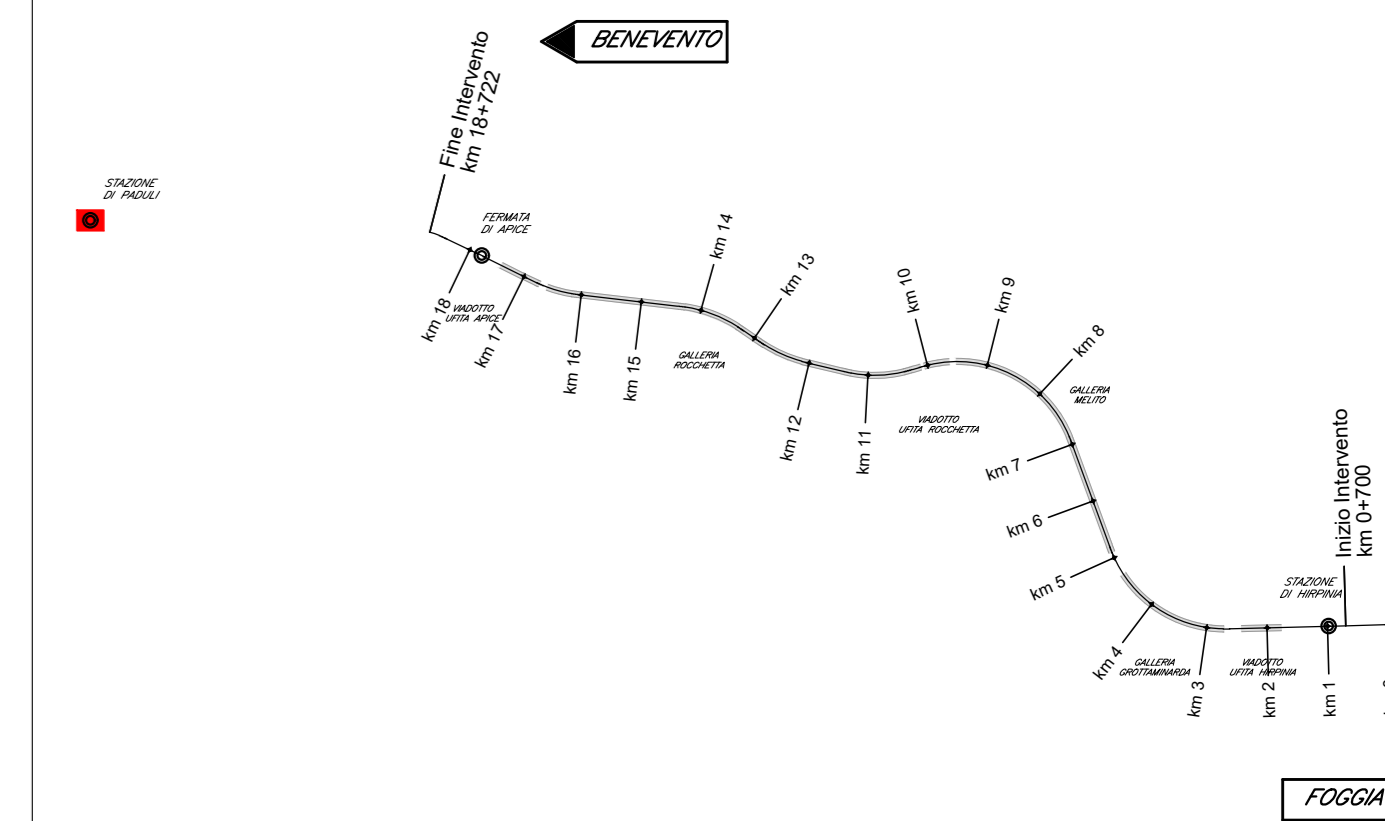 BENEVENTO
Fine Intervento
km 18+722
STAZIONE
DI PADULI
FERMATA
DI APICE
km 18
VIADOTTO
UFITA APICE
km 17
km 16
km 15
km 14
GALLERIA
ROCCHETTA
km 13
km 12
km 11
km 10
VIADOTTO
UFITA ROCCHETTA
km 9
km 8
GALLERIA
MELITO
km 7
km 6
km 5
km 4
GALLERIA
GROTTAMINARDA
km 3
VIADOTTO
UFITA HIRPINIA
km 2
STAZIONE
DI HIRPINIA
km 1
Inizio Intervento
km 0+700
FOGGIA